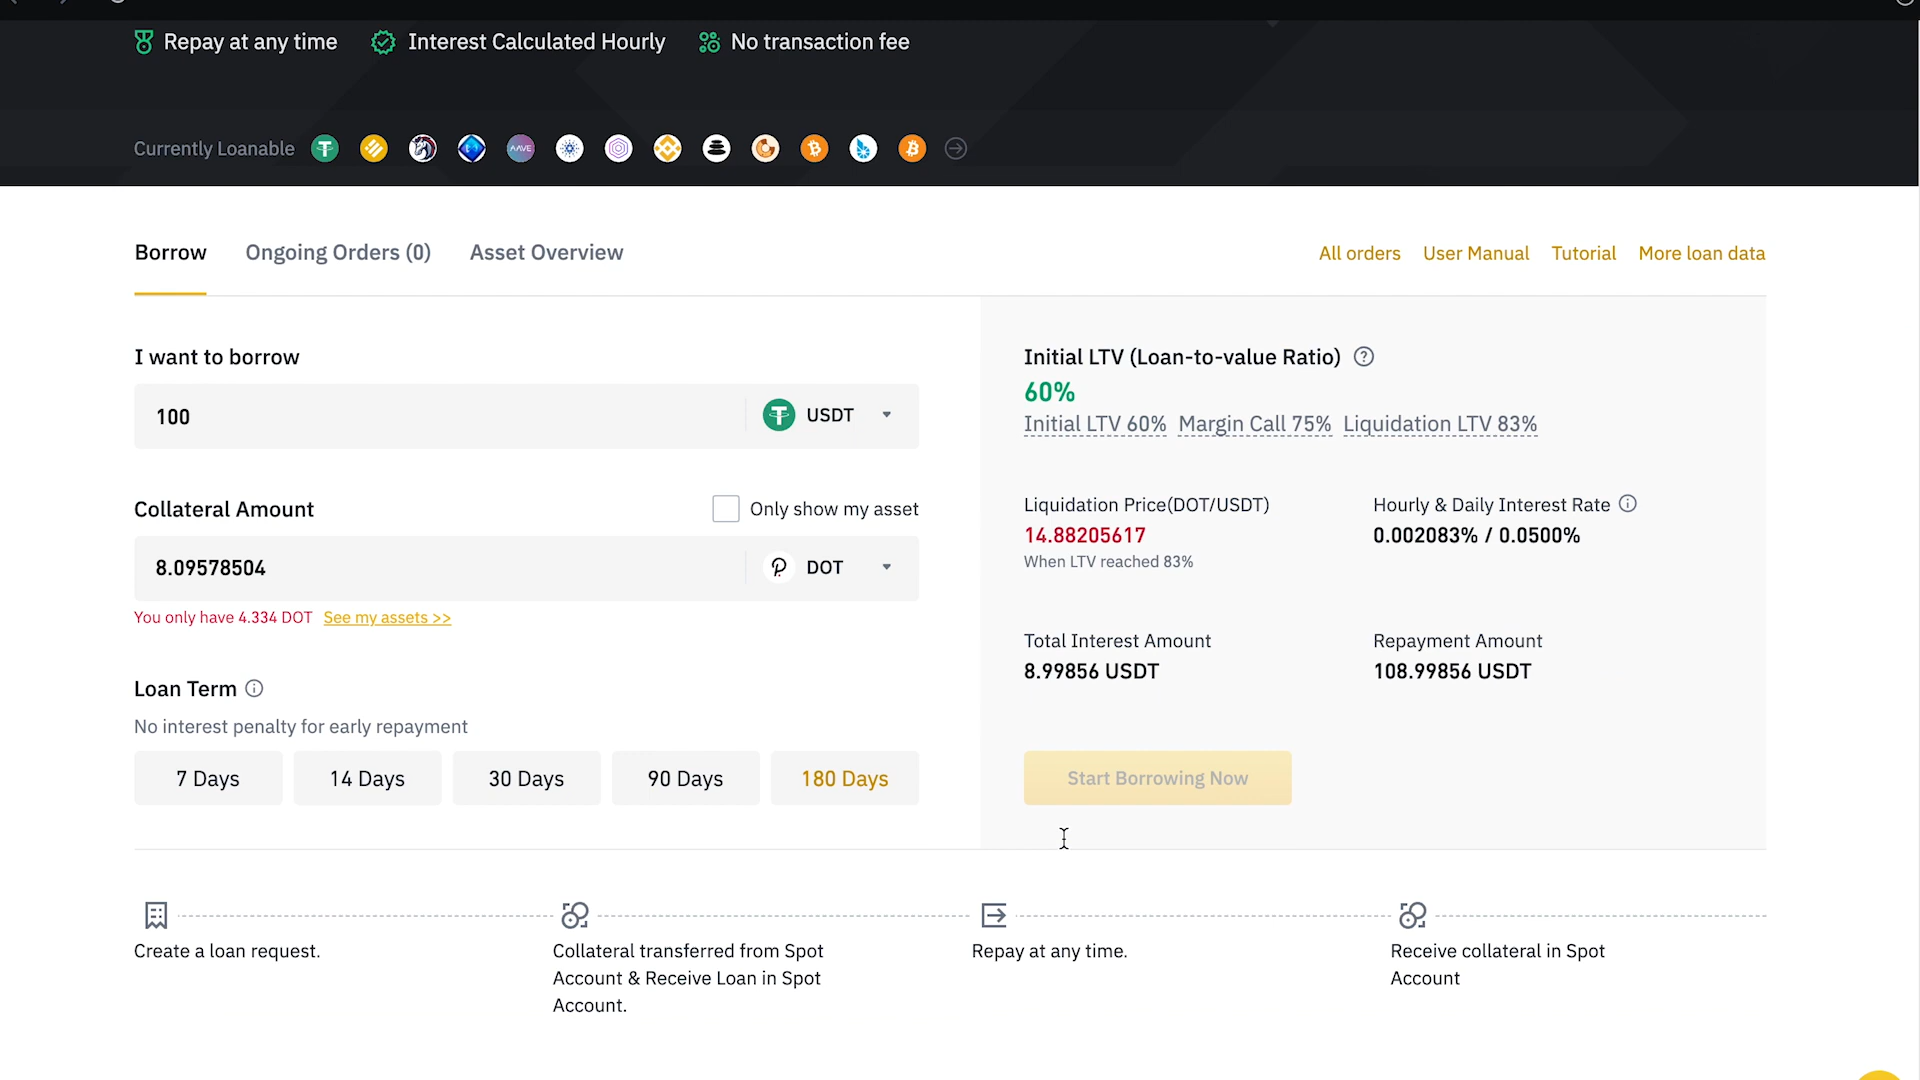 Repay at any time Interest Calculated Hourly No transaction fee
Currently Loanable AAVE
Borrow Ongoing Orders (0) Asset Overview All orders User Manual Tutorial More loan data
I want to borrow
100 USDT
Collateral Amount Only show my asset
8.09578504 DOT
You only have 4.334 DOT See my assets >>
Loan Term
No interest penalty for early repayment
7 Days 14 Days 30 Days 90 Days 180 Days
Initial LTV (Loan-to-value Ratio)
60%
Initial LTV 60% Margin Call 75% Liquidation LTV 83%
Liquidation Price(DOT/USDT) Hourly & Daily Interest Rate
14.88205617 0.002083% / 0.0500%
When LTV reached 83%
Total Interest Amount Repayment Amount
8.99856 USDT 108.99856 USDT
Start Borrowing Now
Create a loan request.
Collateral transferred from Spot
Account & Receive Loan in Spot
Account.
Repay at any time.
Receive collateral in Spot
Account